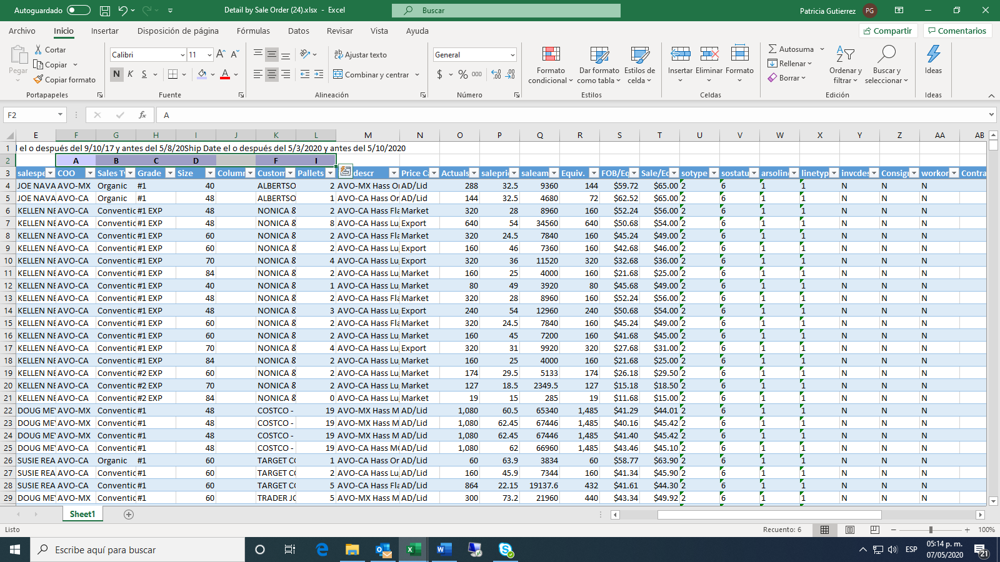 Autoguardado
Detail by Sale Order (24).xlsx - Excel
Buscar
Patricia Gutierrez PG
Archivo Inicio Insertar Disposición de página Fórmulas Datos Revisar Vista Ayuda Compartir Comentarios
Pegar
Cortar
Copiar
Copiar formato
Portapapeles
Calibri 11
N K S
Fuente
Ajustar texto
Combinar y centrar
Alineación
General
$ % 000
Número
Formato condicional
Dar formato como tabla
Estilos de celda
Estilos
Insertar Eliminar Formato
Celdas
Autosuma
Rellenar
Borrar
Ordenar y filtrar
Buscar y seleccionar
Edición
Ideas
Ideas
F2 fx A
E F G H I J K L M N O P Q R S T U V W X Y Z AA AB
1 el o después del 9/10/17 y antes del 5/8/20Ship Date el o después del 5/3/2020 y antes del 5/10/2020
2 A B C D F I
3 salespe COO Sales Ty Grade Size Column Custom Pallets descr Price Ca Actuals saleprice saleam Equiv. FOB/Eq Sale/Eq sotype sostatu arsolin linetyp invcdes Consign workor Contra
4 JOE NAVA AVO-MX Organic #1 40 ALBERTSO 2 AVO-MX Hass Or AD/Lid 288 32.5 9360 144 $59.72 $65.00 2 6 1 1 N N N
5 JOE NAVA AVO-CA Organic #1 48 ALBERTSO 1 AVO-CA Hass Or AD/Lid 144 32.5 4680 72 $62.52 $65.00 2 6 1 1 N N N
6 KELLEN NE AVO-CA Conventic #1 EXP 48 NONICA & 2 AVO-CA Hass Fla Market 320 28 8960 160 $52.24 $56.00 2 6 1 1 N N N
7 KELLEN NE AVO-CA Conventic #1 EXP 48 NONICA & 8 AVO-CA Hass Lu Export 640 54 34560 640 $50.68 $54.00 2 6 1 1 N N N
8 KELLEN NE AVO-CA Conventic #1 EXP 60 NONICA & 2 AVO-CA Hass Fla Market 320 24.5 7840 160 $45.24 $49.00 2 6 1 1 N N N
9 KELLEN NE AVO-CA Conventic #1 EXP 60 NONICA & 2 AVO-CA Hass Lu Export 160 46 7360 160 $42.68 $46.00 2 6 1 1 N N N
10 KELLEN NE AVO-CA Conventic #1 EXP 70 NONICA & 4 AVO-CA Hass Lu Export 320 36 11520 320 $32.68 $36.00 2 6 1 1 N N N
11 KELLEN NE AVO-CA Conventic #1 EXP 84 NONICA & 2 AVO-CA Hass Lu Market 160 25 4000 160 $21.68 $25.00 2 6 1 1 N N N
12 KELLEN NE AVO-CA Conventic #1 EXP 40 NONICA & 1 AVO-CA Hass Lu Market 80 49 3920 80 $45.68 $49.00 2 6 1 1 N N N
13 KELLEN NE AVO-CA Conventic #1 EXP 48 NONICA & 2 AVO-CA Hass Fla Market 320 28 8960 160 $52.24 $56.00 2 6 1 1 N N N
14 KELLEN NE AVO-CA Conventic #1 EXP 48 NONICA & 3 AVO-CA Hass Lu Export 240 54 12960 240 $50.68 $54.00 2 6 1 1 N N N
15 KELLEN NE AVO-CA Conventic #1 EXP 60 NONICA & 2 AVO-CA Hass Fla Market 320 24.5 7840 160 $45.24 $49.00 2 6 1 1 N N N
16 KELLEN NE AVO-CA Conventic #1 EXP 60 NONICA & 2 AVO-CA Hass Lu Market 160 45 7200 160 $41.68 $45.00 2 6 1 1 N N N
17 KELLEN NE AVO-CA Conventic #1 EXP 70 NONICA & 4 AVO-CA Hass Lu Export 320 31 9920 320 $27.68 $31.00 2 6 1 1 N N N
18 KELLEN NE AVO-CA Conventic #1 EXP 84 NONICA & 2 AVO-CA Hass Lu Market 160 25 4000 160 $21.68 $25.00 2 6 1 1 N N N
19 KELLEN NE AVO-CA Conventic #2 EXP 60 NONICA & 2 AVO-CA Hass Lu Market 174 29.5 5133 174 $26.18 $29.50 2 6 1 1 N N N
20 KELLEN NE AVO-CA Conventic #2 EXP 70 NONICA & 2 AVO-CA Hass Lu Market 127 18.5 2349.5 127 $15.18 $18.50 2 6 1 1 N N N
21 KELLEN NE AVO-CA Conventic #2 EXP 84 NONICA & 0 AVO-CA Hass Lu Market 19 15 285 19 $11.68 $15.00 2 6 1 1 N N N
22 DOUG MEY AVO-MX Conventic #1 48 COSTCO - 19 AVO-MX Hass M AD/Lid 1,080 60.5 65340 1,485 $41.29 $44.01 2 6 1 1 N N N
23 DOUG MEY AVO-MX Conventic #1 48 COSTCO - 19 AVO-MX Hass M AD/Lid 1,080 62.45 67446 1,485 $40.16 $45.42 2 6 1 1 N N N
24 DOUG MEY AVO-MX Conventic #1 48 COSTCO - 19 AVO-MX Hass M AD/Lid 1,080 62.45 67446 1,485 $41.40 $45.42 2 6 1 1 N N N
25 DOUG MEY AVO-CA Conventic #1 48 COSTCO - 19 AVO-CA Hass MC AD/Lid 1,080 62 66960 1,485 $43.46 $45.10 2 6 1 1 N N N
26 SUSIE REA AVO-CA Organic #1 60 TARGET CO 1 AVO-CA Hass Or AD/Lid 60 63.9 3834 60 $58.77 $63.90 2 6 1 1 N N N
27 SUSIE REA AVO-CA Conventic #1 60 TARGET CO 2 AVO-CA Hass Lu AD/Lid 160 45.9 7344 160 $41.34 $45.90 2 6 1 1 N N N
28 SUSIE REA AVO-CA Conventic #1 60 TARGET CO 5 AVO-CA Hass Fla AD/Lid 864 22.15 19137.6 432 $41.61 $44.30 2 6 1 1 N N N
29 DOUG MEY AVO-MX Conventic #1 60 TRADER JO 5 AVO-MX Hass M AD/Lid 300 73.2 21960 440 $43.34 $49.92 2 6 1 1 N N N
Sheet1
Listo Recuento: 6 100%
Escribe aquí para buscar
ESP
05:14 p. m.
07/05/2020
21